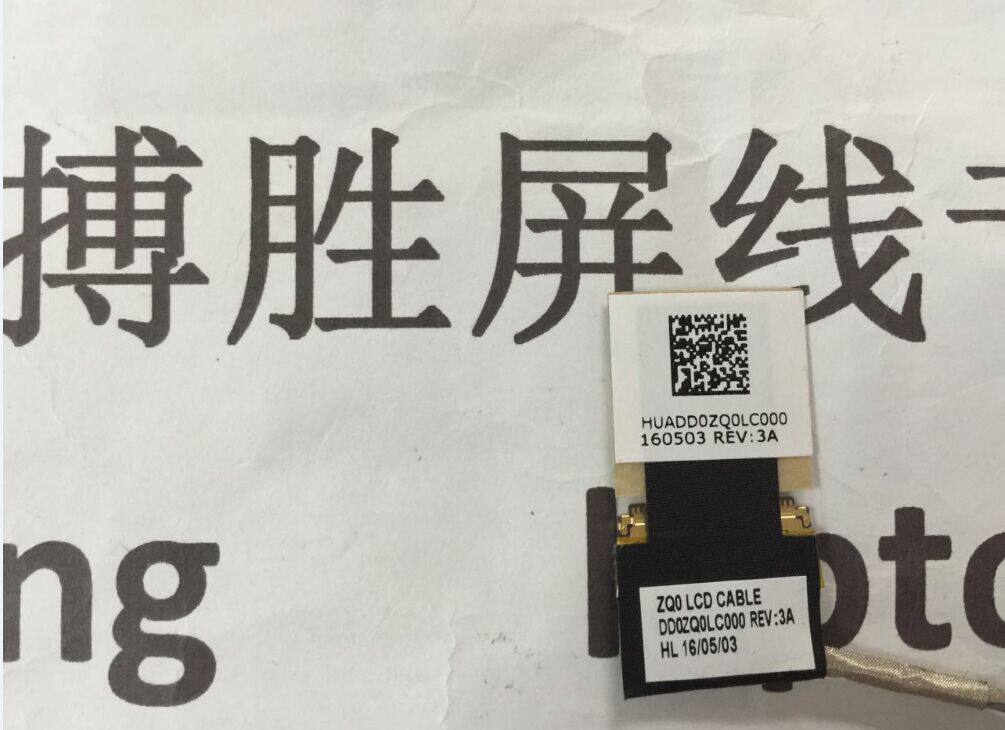 搏胜屏线
HUADD0ZQ0LC000
160503 REV:3A
ng
ZQ0 LCD CABLE
DD0ZQ0LC000 REV:3A
HL 16/05/03